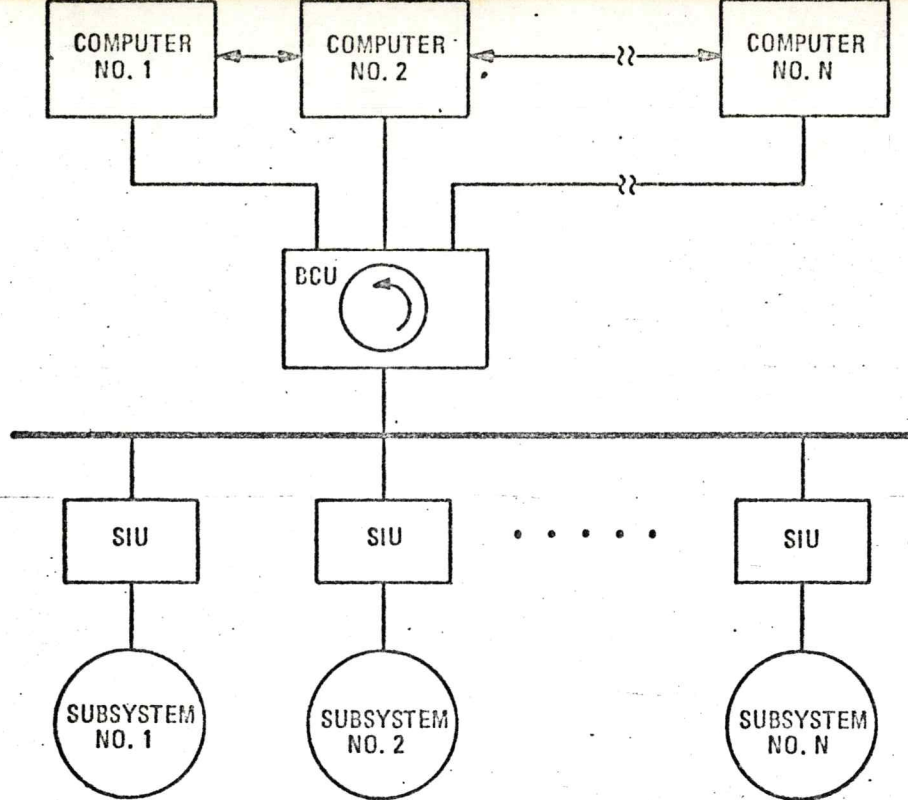 COMPUTER
NO. 1
COMPUTER
NO. 2
COMPUTER
NO. N
BCU
SIU
SIU
SIU
SUBSYSTEM
NO. 1
SUBSYSTEM
NO. 2
SUBSYSTEM
NO. N